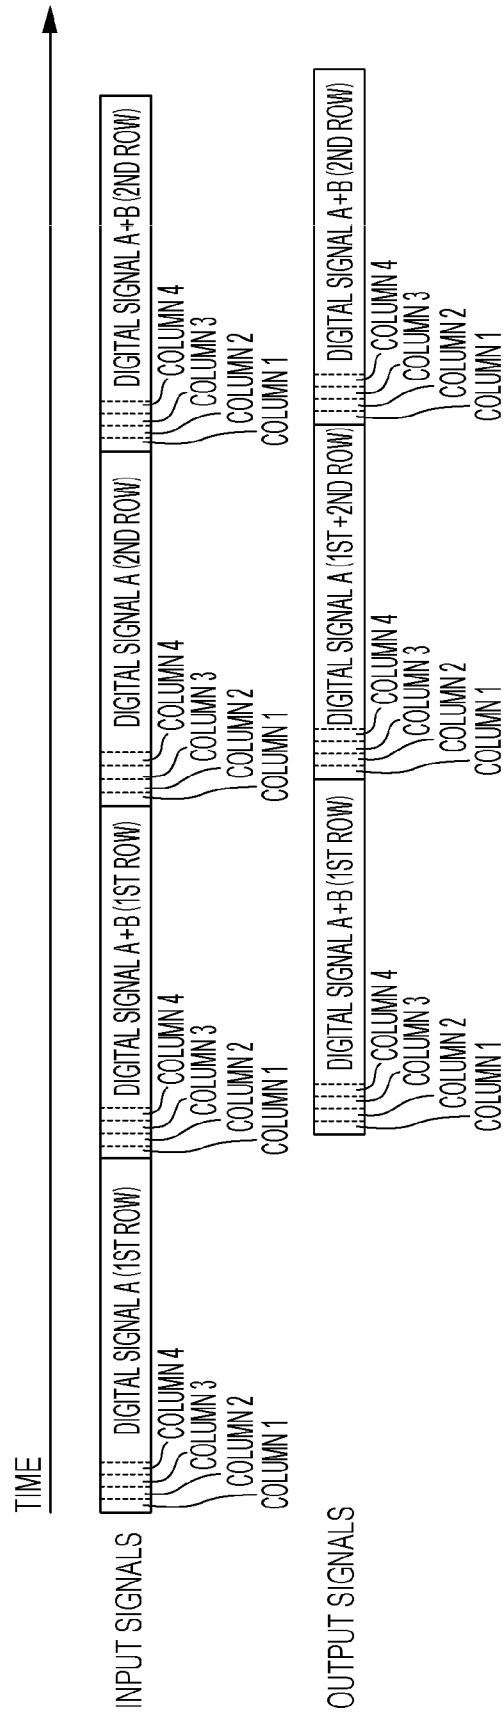 TIME
INPUT SIGNALS
DIGITAL SIGNAL A (1ST ROW)
COLUMN 4
COLUMN 3
COLUMN 2
COLUMN 1
DIGITAL SIGNAL A+B (1ST ROW)
COLUMN 4
COLUMN 3
COLUMN 2
COLUMN 1
DIGITAL SIGNAL A (2ND ROW)
COLUMN 4
COLUMN 3
COLUMN 2
COLUMN 1
DIGITAL SIGNAL A+B (2ND ROW)
COLUMN 4
COLUMN 3
COLUMN 2
COLUMN 1
OUTPUT SIGNALS
DIGITAL SIGNAL A+B (1ST ROW)
COLUMN 4
COLUMN 3
COLUMN 2
COLUMN 1
DIGITAL SIGNAL A (1ST+2ND ROW)
COLUMN 4
COLUMN 3
COLUMN 2
COLUMN 1
DIGITAL SIGNAL A+B (2ND ROW)
COLUMN 4
COLUMN 3
COLUMN 2
COLUMN 1